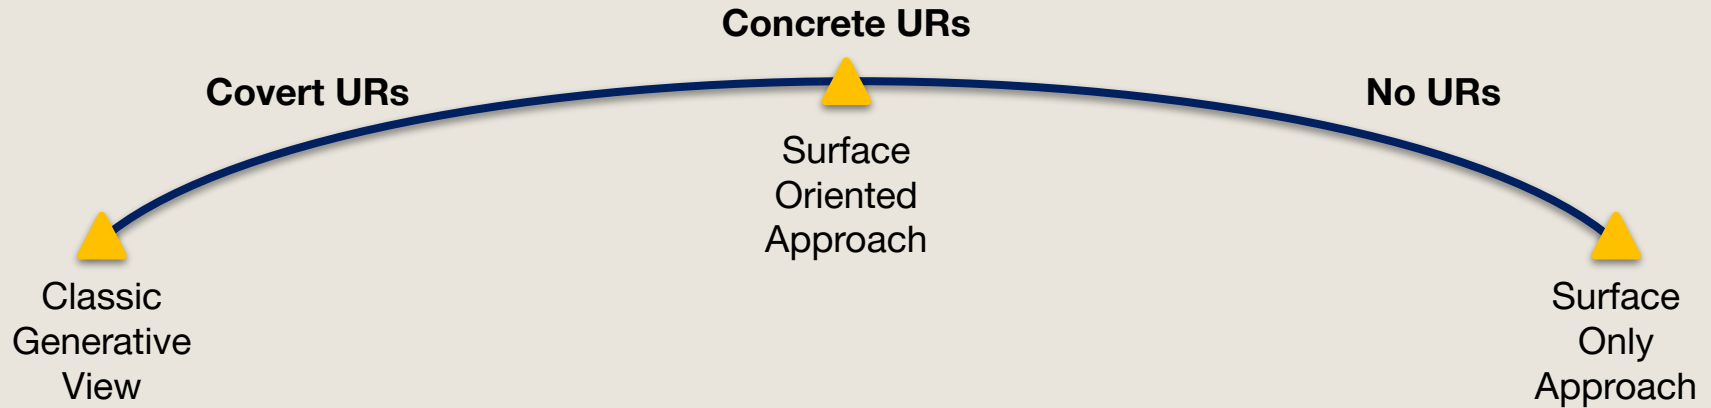 Concrete URs
Covert URs
No URs
Surface
Oriented
Approach
Classic
Generative
View
Surface
Only
Approach